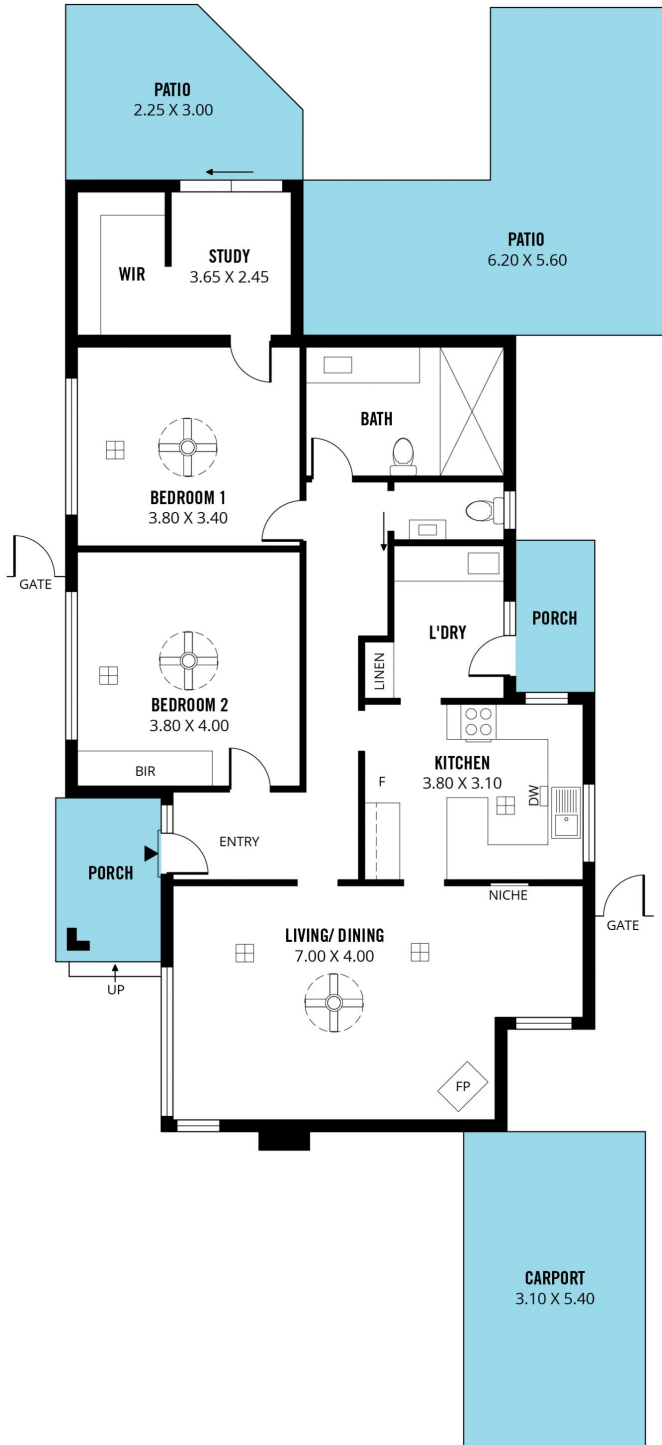 PATIO
2.25 X 3.00
PATIO
6.20 X 5.60
WIR
STUDY
3.65 X 2.45
BATH
BEDROOM 1
3.80 X 3.40
GATE
L'DRY
PORCH
LINEN
BEDROOM 2
3.80 X 4.00
BIR
KITCHEN
3.80 X 3.10
F
DW
ENTRY
PORCH
NICHE
GATE
LIVING/ DINING
7.00 X 4.00
UP
FP
CARPORT
3.10 X 5.40